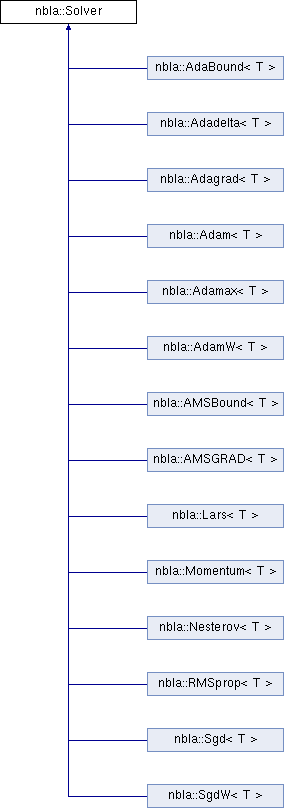 nbla::Solver
nbla::AdaBound< T >
nbla::Adadelta< T >
nbla::Adagrad< T >
nbla::Adam< T >
nbla::Adamax< T >
nbla::AdamW< T >
nbla::AMSBound< T >
nbla::AMSGRAD< T >
nbla::Lars< T >
nbla::Momentum< T >
nbla::Nesterov< T >
nbla::RMSprop< T >
nbla::Sgd< T >
nbla::SgdW< T >